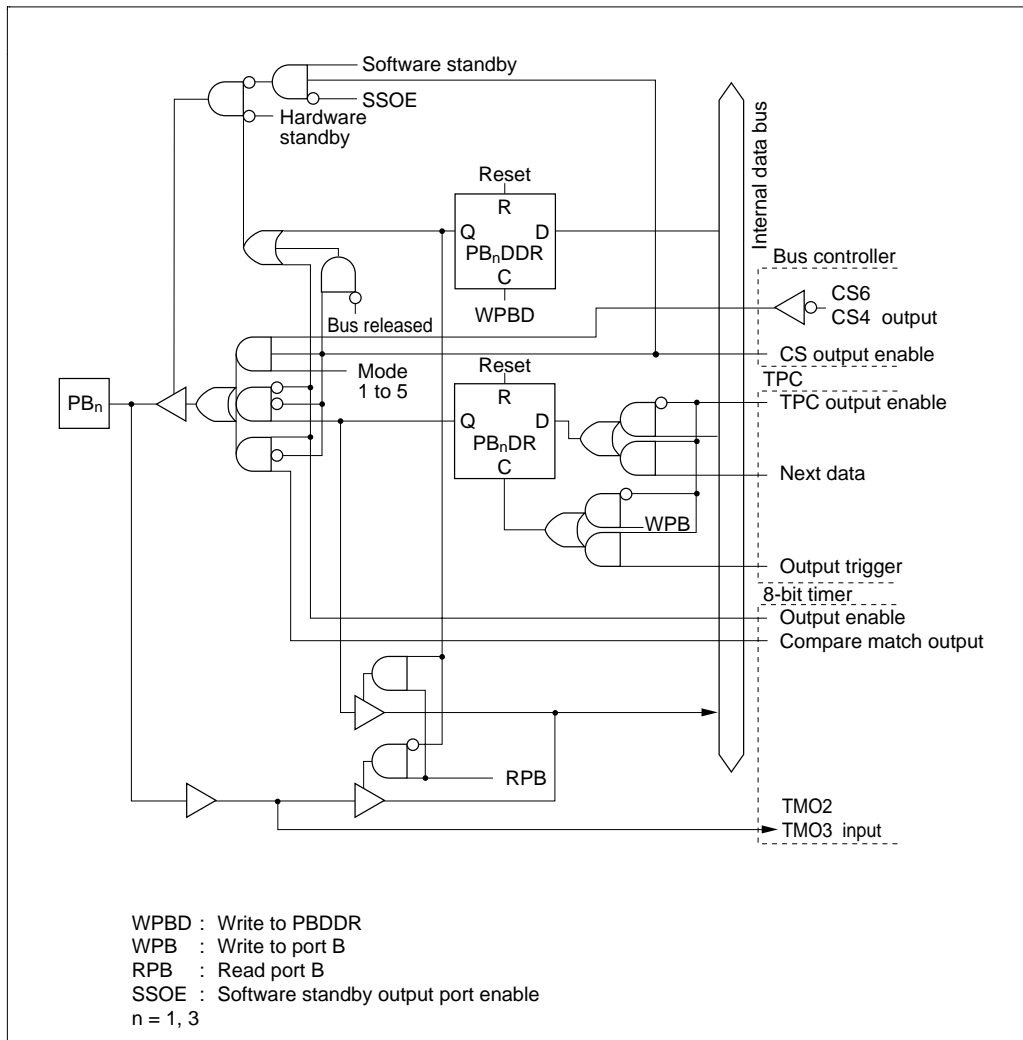 Software standby
SSOE
Hardware
standby
Internal data bus
Reset
R
Q D
PBnDDR
C
WPBD
Bus released
Bus controller
CS6
CS4 output
CS output enable
Mode
1 to 5
Reset
R
Q D
PBnDR
C
PBn
TPC
TPC output enable
Next data
WPB
Output trigger
8-bit timer
Output enable
Compare match output
RPB
TMO2
TMO3 input
WPBD : Write to PBDDR
WPB : Write to port B
RPB : Read port B
SSOE : Software standby output port enable
n = 1, 3